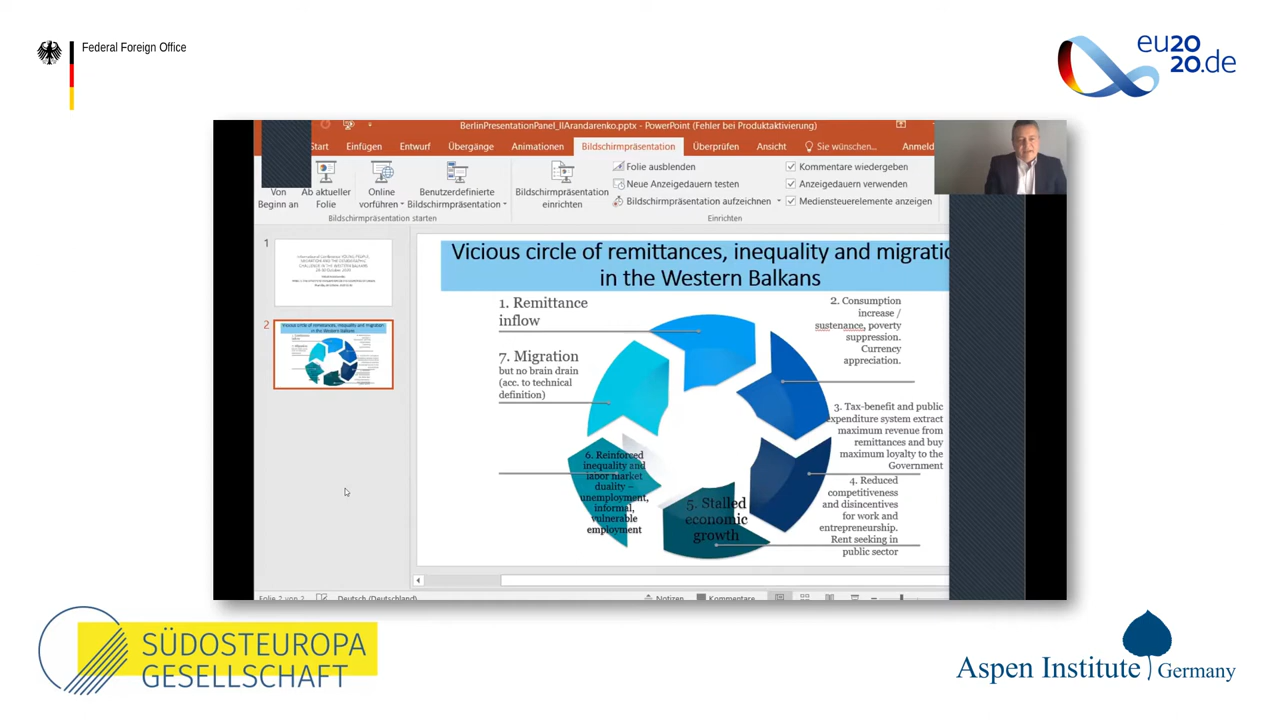 Federal Foreign Office
eu20
20.de
BerlinPresentationPanel_IIArandarenko.pptx - PowerPoint (Fehler bei Produktaktivierung)
Start Einfügen Entwurf Übergänge Animationen Bildschirmpräsentation Überprüfen Ansicht Sie wünschen... Anmeld
Von Beginn an
Ab aktueller Folie
Online vorführen
Benutzerdefinierte Bildschirmpräsentation
Bildschirmpräsentation starten
Bildschirmpräsentation einrichten
Folie ausblenden
Neue Anzeigedauern testen
Bildschirmpräsentation aufzeichnen
Kommentare wiedergeben
Anzeigedauern verwenden
Mediensteuerelemente anzeigen
Einrichten
1
2
Vicious circle of remittances, inequality and migratio
in the Western Balkans
1. Remittance
inflow
2. Consumption
increase /
sustenance, poverty
suppression.
Currency
appreciation.
3. Tax-benefit and public
expenditure system extract
maximum revenue from
remittances and buy
maximum loyalty to the
Government
4. Reduced
competitiveness
and disincentives
for work and
entrepreneurship.
Rent seeking in
public sector
5. Stalled
economic
growth
6. Reinforced
inequality and
labor market
duality –
unemployment,
informal,
vulnerable
employment
7. Migration
but no brain drain
(acc. to technical
definition)
Folie 2 von 2 Deutsch (Deutschland) Notizen Kommentare
SÜDOSTEUROPA
GESELLSCHAFT
Aspen Institute Germany